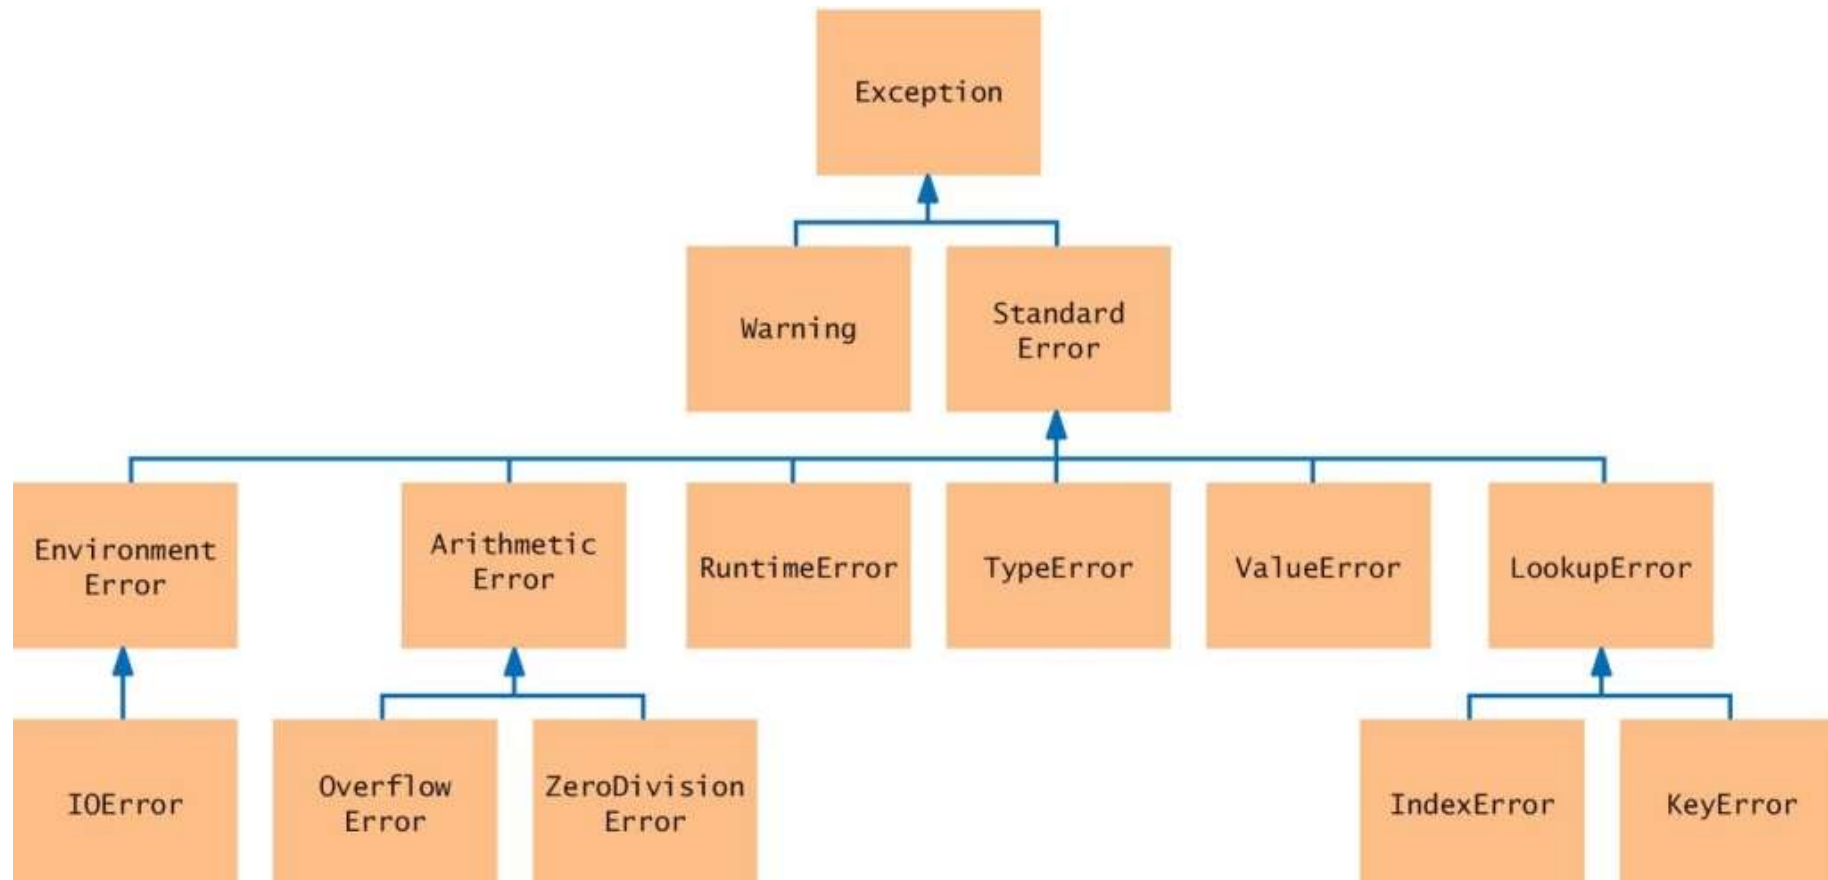 Exception
Warning
Standard
Error
Environment
Error
Arithmetic
Error
RuntimeError
TypeError
ValueError
LookupError
IOError
Overflow
Error
ZeroDivision
Error
IndexError
KeyError